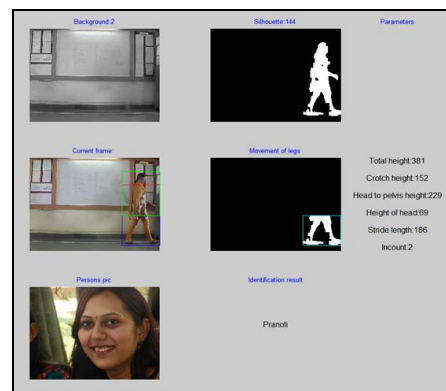 Background:2
Silhouette:144
Parameters
Current frame:
Movement of legs
Total height:381
Crotch height:152
Head to pelvis height:229
Height of head:69
Stride length:186
Incount:2
Persons pic
Identification result
Pranoti